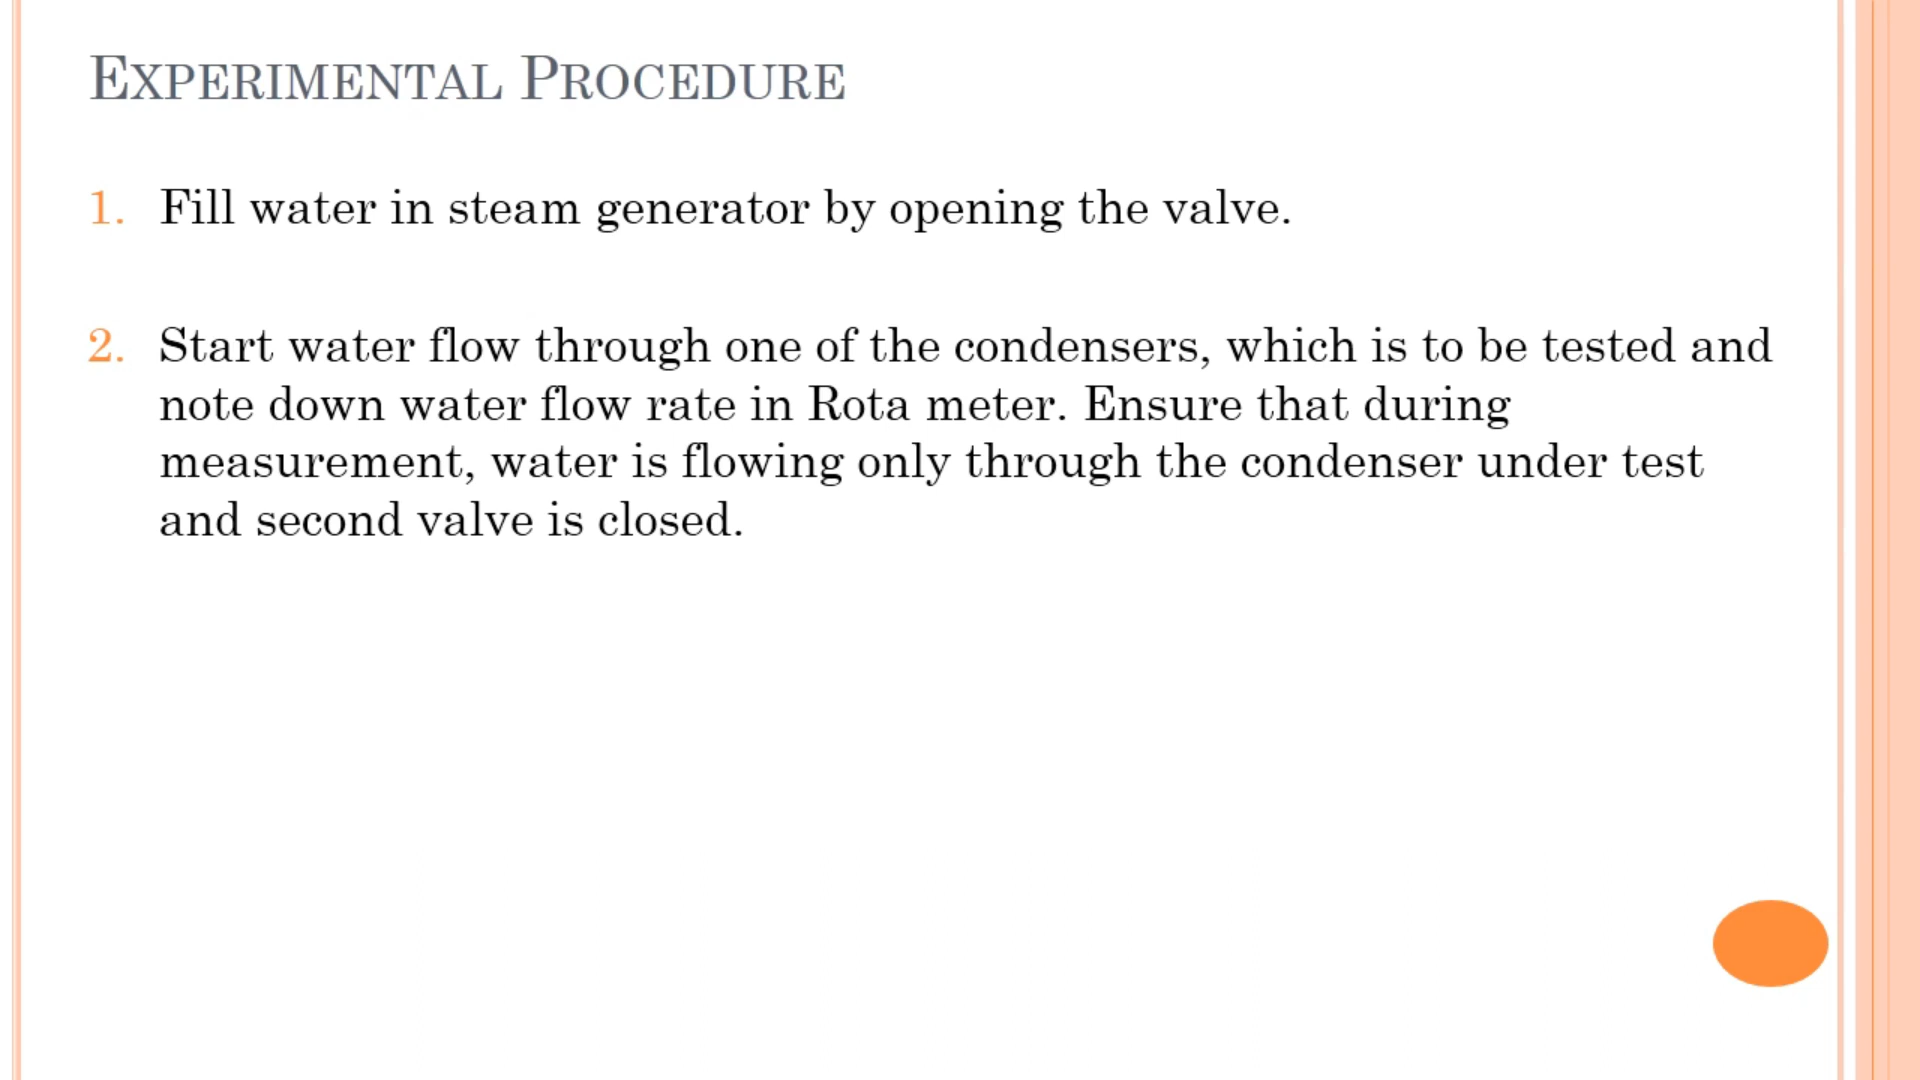 EXPERIMENTAL PROCEDURE
1. Fill water in steam generator by opening the valve.
2. Start water flow through one of the condensers, which is to be tested and
note down water flow rate in Rota meter. Ensure that during
measurement, water is flowing only through the condenser under test
and second valve is closed.